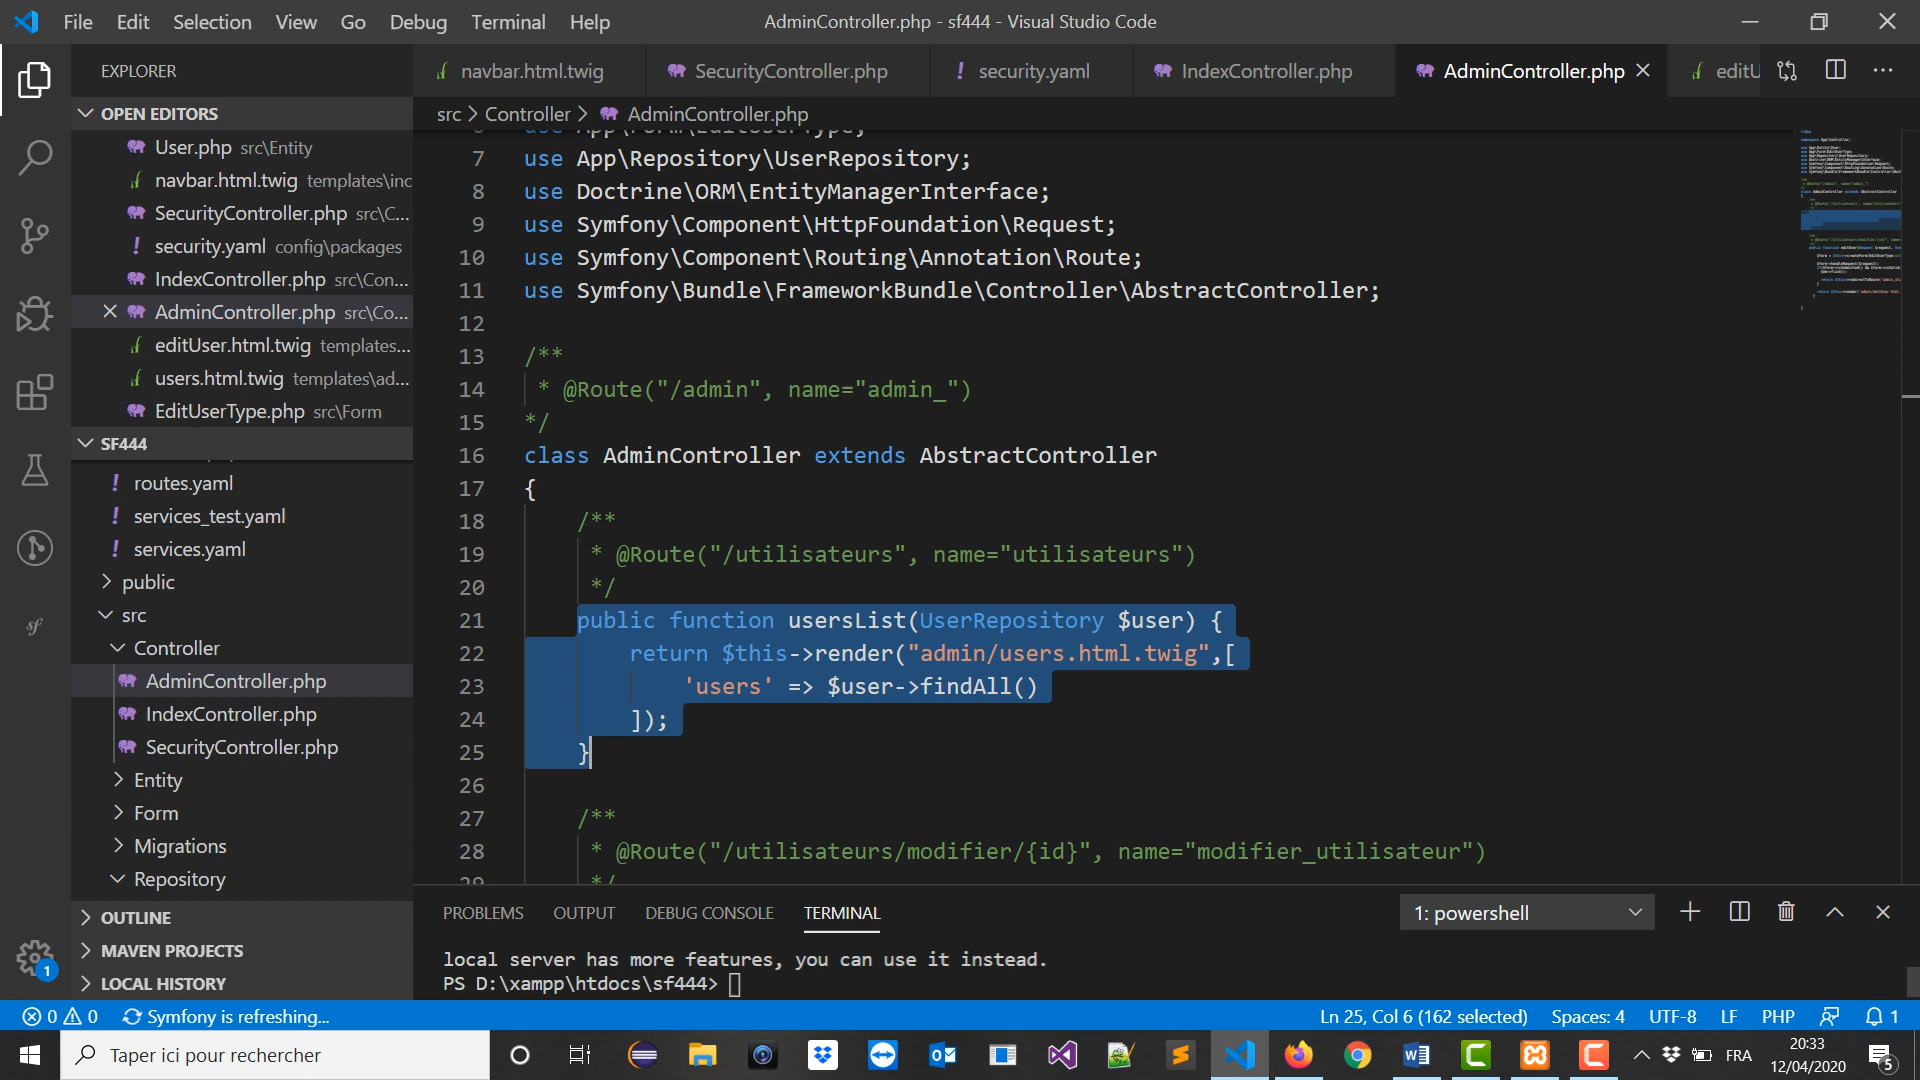 File Edit Selection View Go Debug Terminal Help
AdminController.php - sf444 - Visual Studio Code
EXPLORER
navbar.html.twig
SecurityController.php
! security.yaml
IndexController.php
AdminController.php
editU
OPEN EDITORS
User.php src\Entity
navbar.html.twig templates\inc
SecurityController.php src\C...
! security.yaml config\packages
IndexController.php src\Con...
AdminController.php src\Co...
editUser.html.twig templates...
users.html.twig templates\ad...
EditUserType.php src\Form
SF444
! routes.yaml
! services_test.yaml
! services.yaml
public
src
Controller
AdminController.php
IndexController.php
SecurityController.php
Entity
Form
Migrations
Repository
OUTLINE
MAVEN PROJECTS
LOCAL HISTORY
src > Controller > AdminController.php
7 use App\Repository\UserRepository;
8 use Doctrine\ORM\EntityManagerInterface;
9 use Symfony\Component\HttpFoundation\Request;
10 use Symfony\Component\Routing\Annotation\Route;
11 use Symfony\Bundle\FrameworkBundle\Controller\AbstractController;
12
13 /**
14 * @Route("/admin", name="admin_")
15 */
16 class AdminController extends AbstractController
17 {
18 /**
19 * @Route("/utilisateurs", name="utilisateurs")
20 */
21 public function usersList(UserRepository $user) {
22 return $this->render("admin/users.html.twig",[
23 'users' => $user->findAll()
24 ]);
25 }
26
27 /**
28 * @Route("/utilisateurs/modifier/{id}", name="modifier_utilisateur")
29 */
PROBLEMS OUTPUT DEBUG CONSOLE TERMINAL
1: powershell
local server has more features, you can use it instead.
PS D:\xampp\htdocs\sf444>
1
0 0 Symfony is refreshing...
Ln 25, Col 6 (162 selected) Spaces: 4 UTF-8 LF PHP 1
Taper ici pour rechercher
FRA
20:33
12/04/2020
5